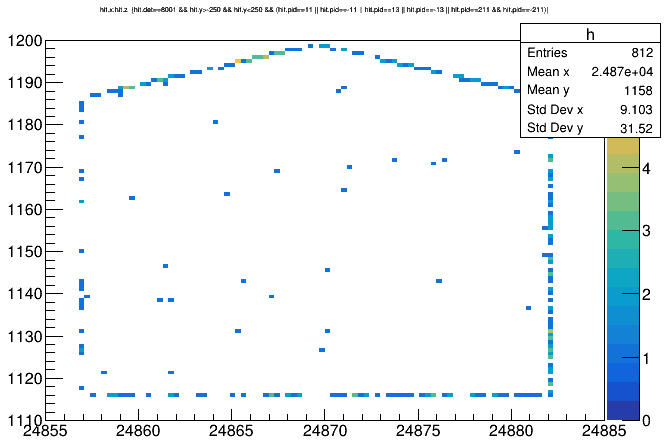 hit.x:hit.z {hit.det==8001 && hit.y>-250 && hit.y<250 && (hit.pid==11 || hit.pid==-11 || hit.pid==13 || hit.pid==-13 || hit.pid==211 && hit.pid==-211)}
h
Entries 812
Mean x 2.487e+04
Mean y 1158
Std Dev x 9.103
Std Dev y 31.52
1200
1190
1180
1170
1160
1150
1140
1130
1120
1110
4
3
2
1
0
24855 24860 24865 24870 24875 24880 24885